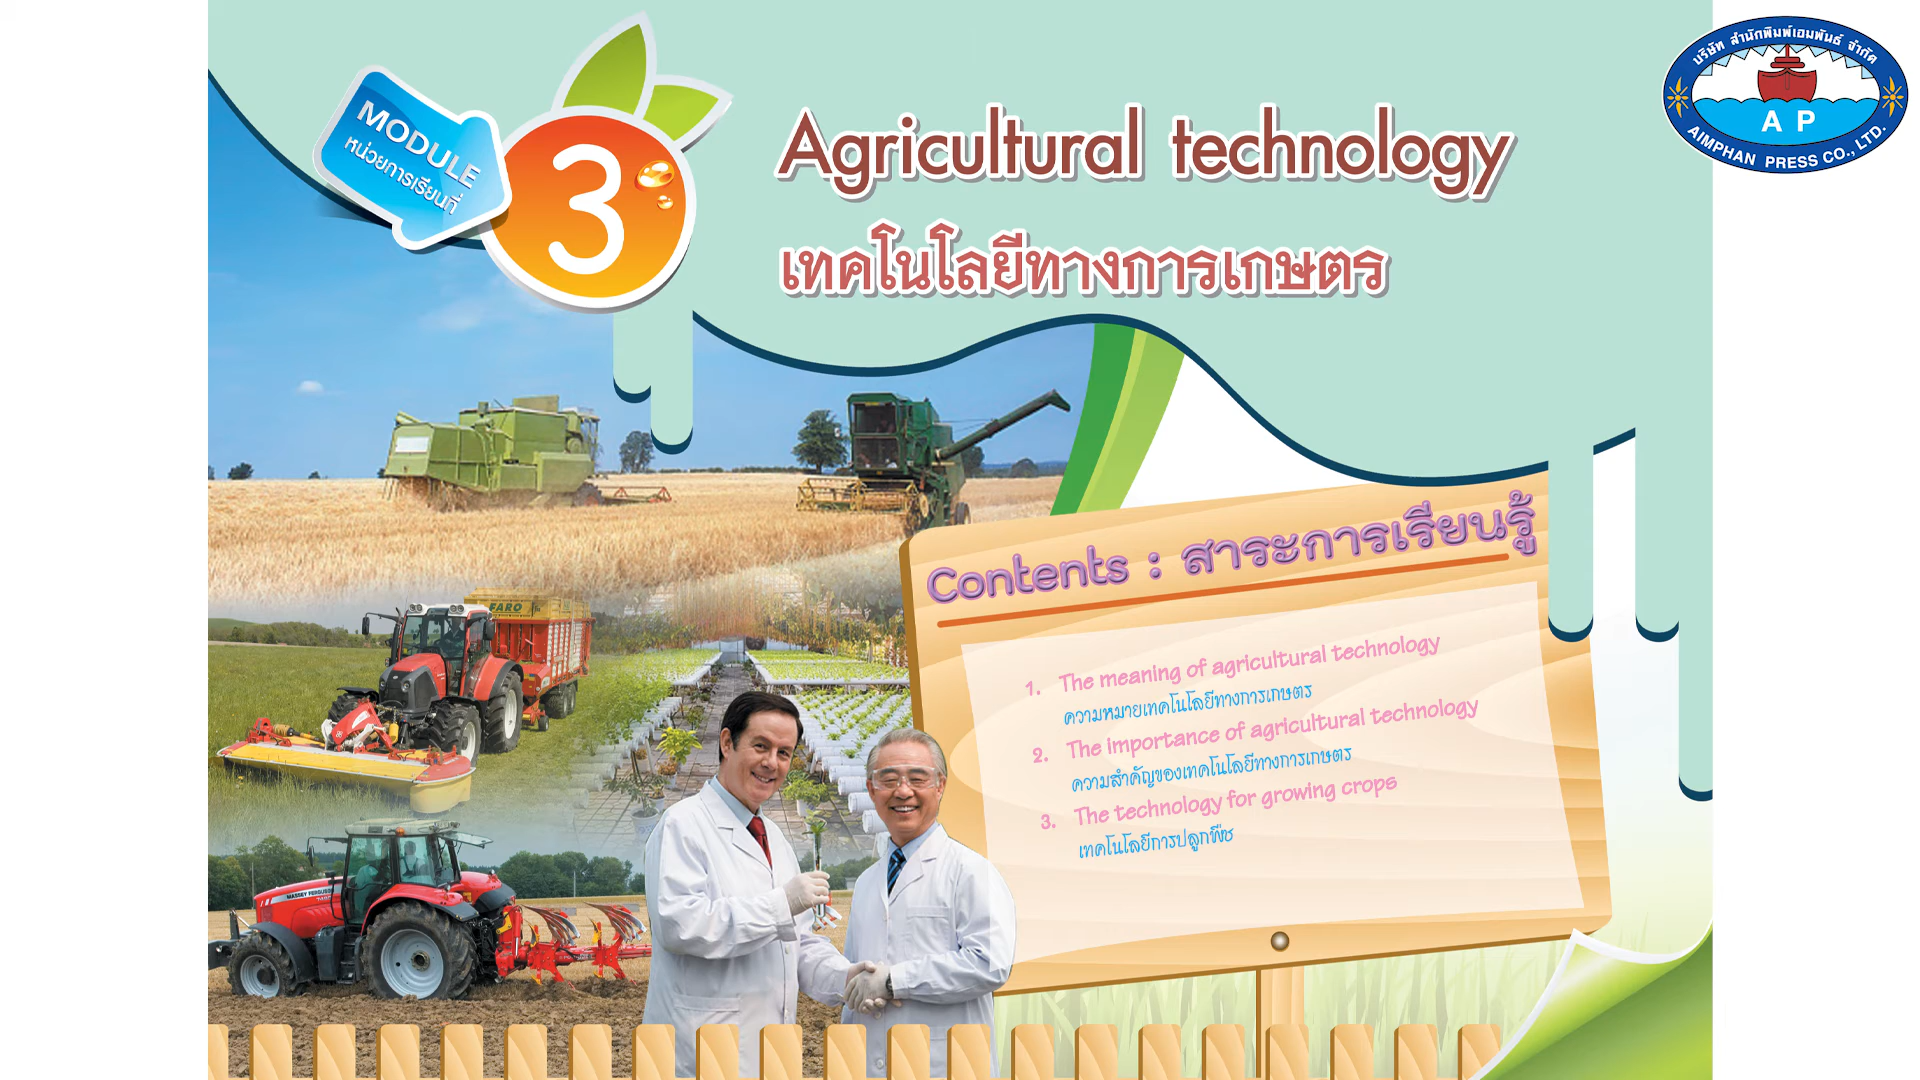 MODULE
หน่วยการเรียนที่
3
Agricultural technology
เทคโนโลยีทางการเกษตร
บริษัท สำนักพิมพ์เอมพันธ์ จำกัด
A P
AIMPHAN PRESS CO., LTD.
Contents : สาระการเรียนรู้
1. The meaning of agricultural technology
ความหมายเทคโนโลยีทางการเกษตร
2. The importance of agricultural technology
ความสำคัญของเทคโนโลยีทางการเกษตร
3. The technology for growing crops
เทคโนโลยีการปลูกพืช
FARO
MASSEY FERGUSON